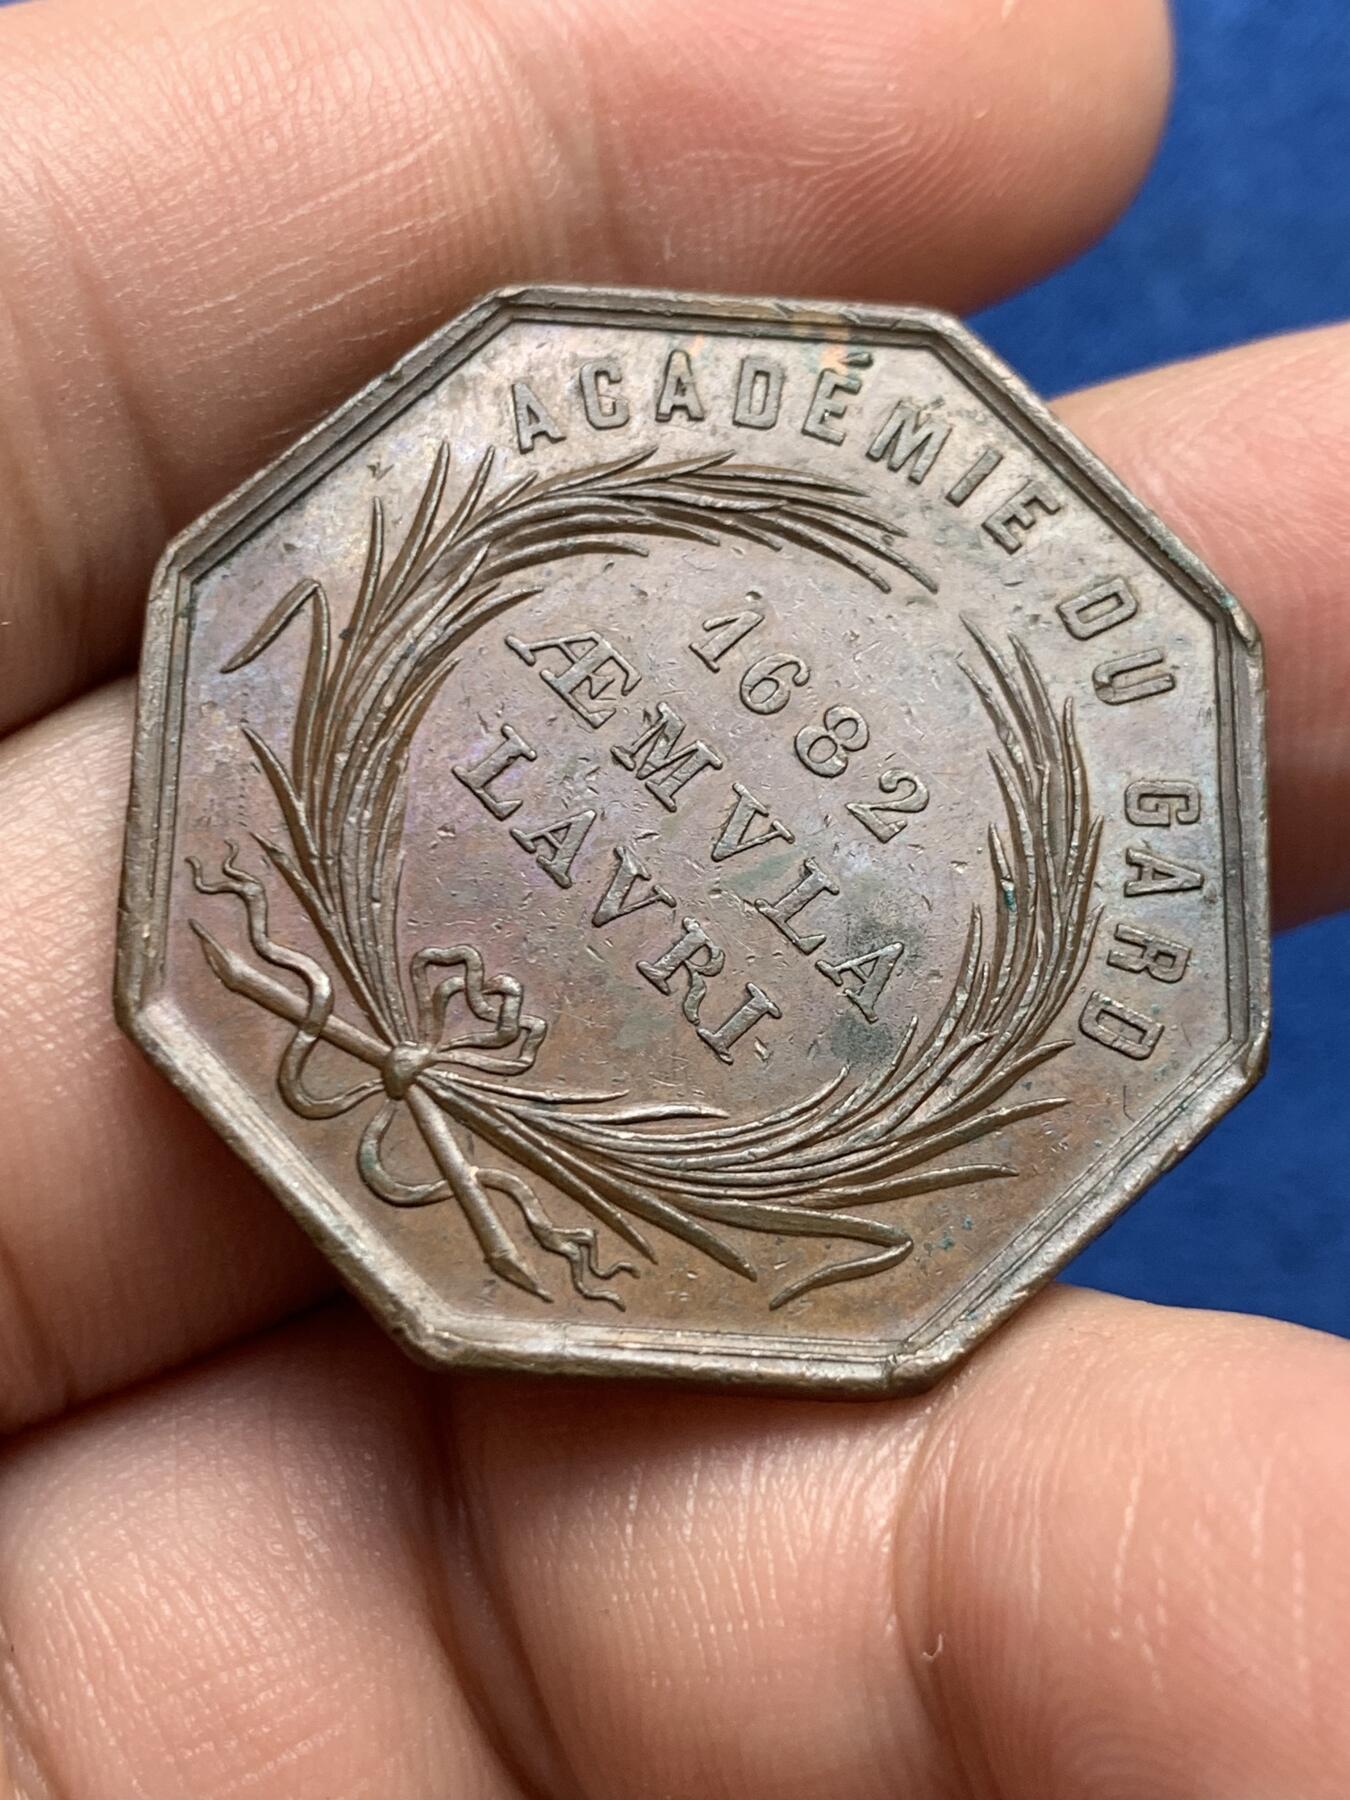 ACADÉMIE DU GARD
1682
ÆMVLA
LAVRI.